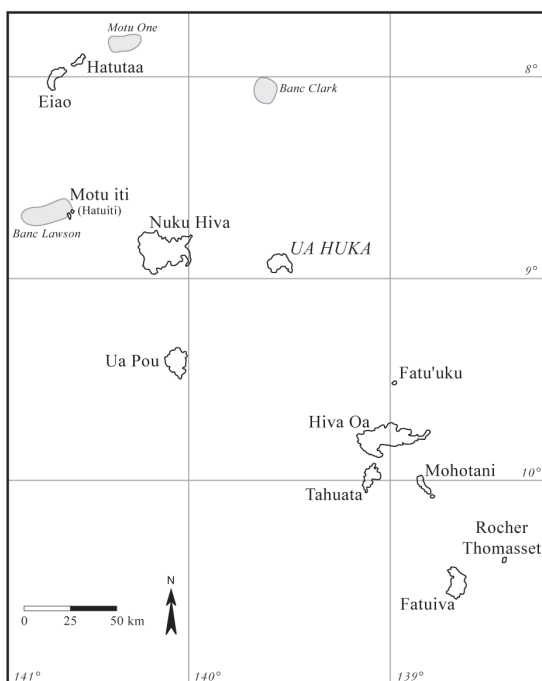 Motu One
Hatutaa
8°
Eiao
Banc Clark
Motu iti
(Hatuiti)
Nuku Hiva
Banc Lawson
UA HUKA
9°
Ua Pou
Fatu'uku
Hiva Oa
Mohotani
10°
Tahuata
Rocher
Thomasset
N
Fatuiva
0 25 50 km
141° 140° 139°